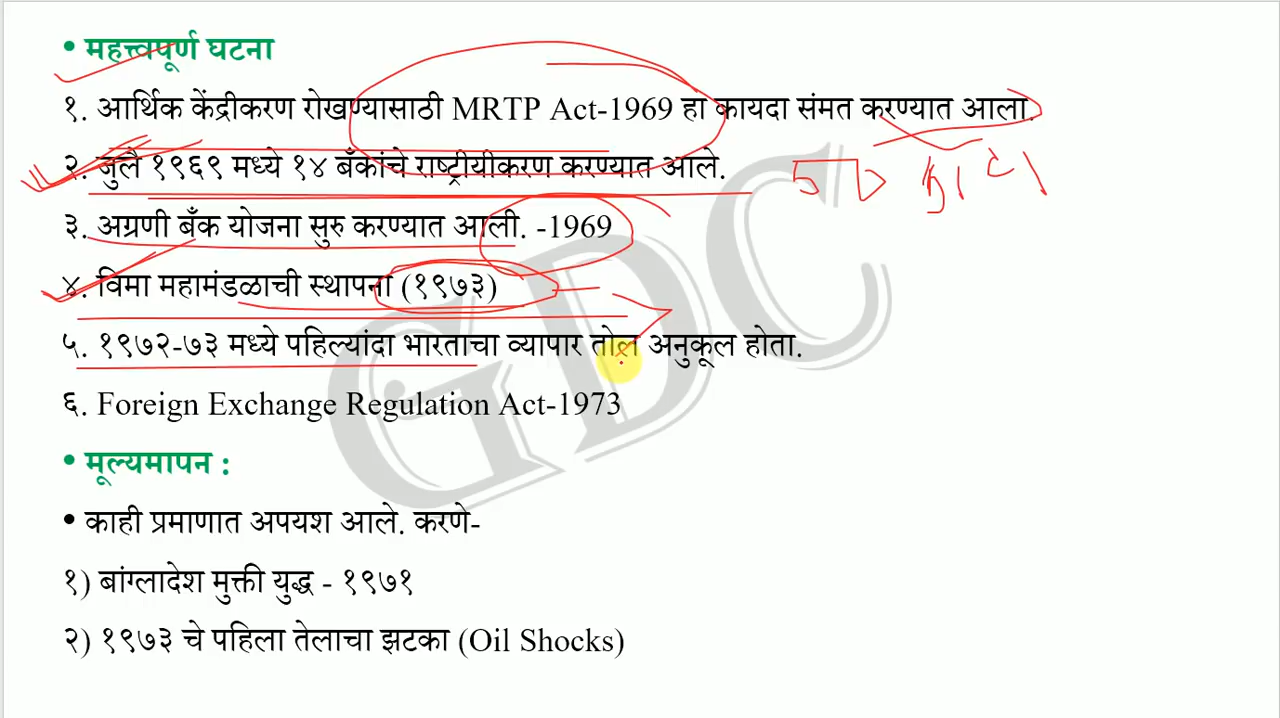 • महत्त्वपूर्ण घटना
१. आर्थिक केंद्रीकरण रोखण्यासाठी MRTP Act-1969 हा कायदा संमत करण्यात आला.
२. जुलै १९६९ मध्ये १४ बँकांचे राष्ट्रीयीकरण करण्यात आले.
३. अग्रणी बँक योजना सुरु करण्यात आली. -1969
४. विमा महामंडळाची स्थापना (१९७३)
५. १९७२-७३ मध्ये पहिल्यांदा भारताचा व्यापार तोल अनुकूल होता.
६. Foreign Exchange Regulation Act-1973
• मूल्यमापन :
• काही प्रमाणात अपयश आले. करणे-
१) बांग्लादेश मुक्ती युद्ध - १९७१
२) १९७३ चे पहिला तेलाचा झटका (Oil Shocks)
GDC